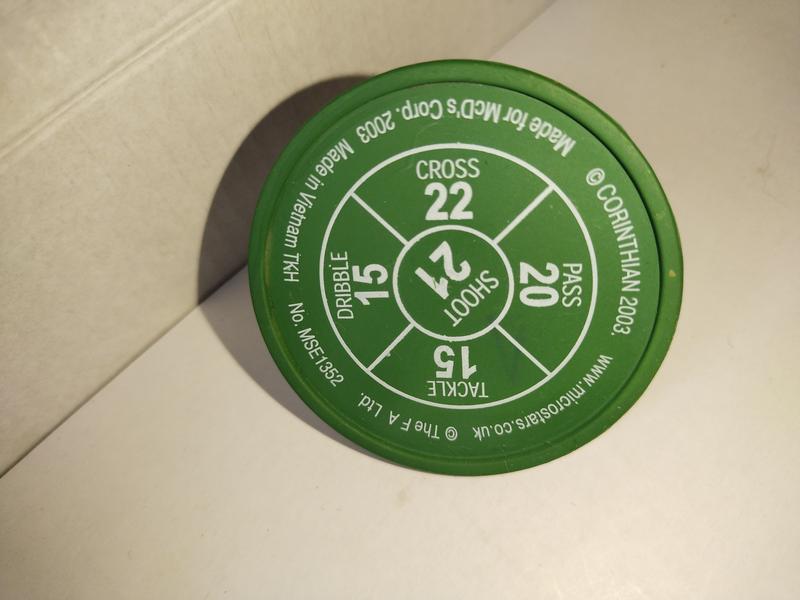 © CORINTHIAN 2003.
www.microstars.co.uk
© The F A Ltd.
No. MSE1352
Made in Vietnam TKH
Made for McD's Corp. 2003
CROSS
22
PASS
20
TACKLE
15
DRIBBLE
15
SHOOT
21